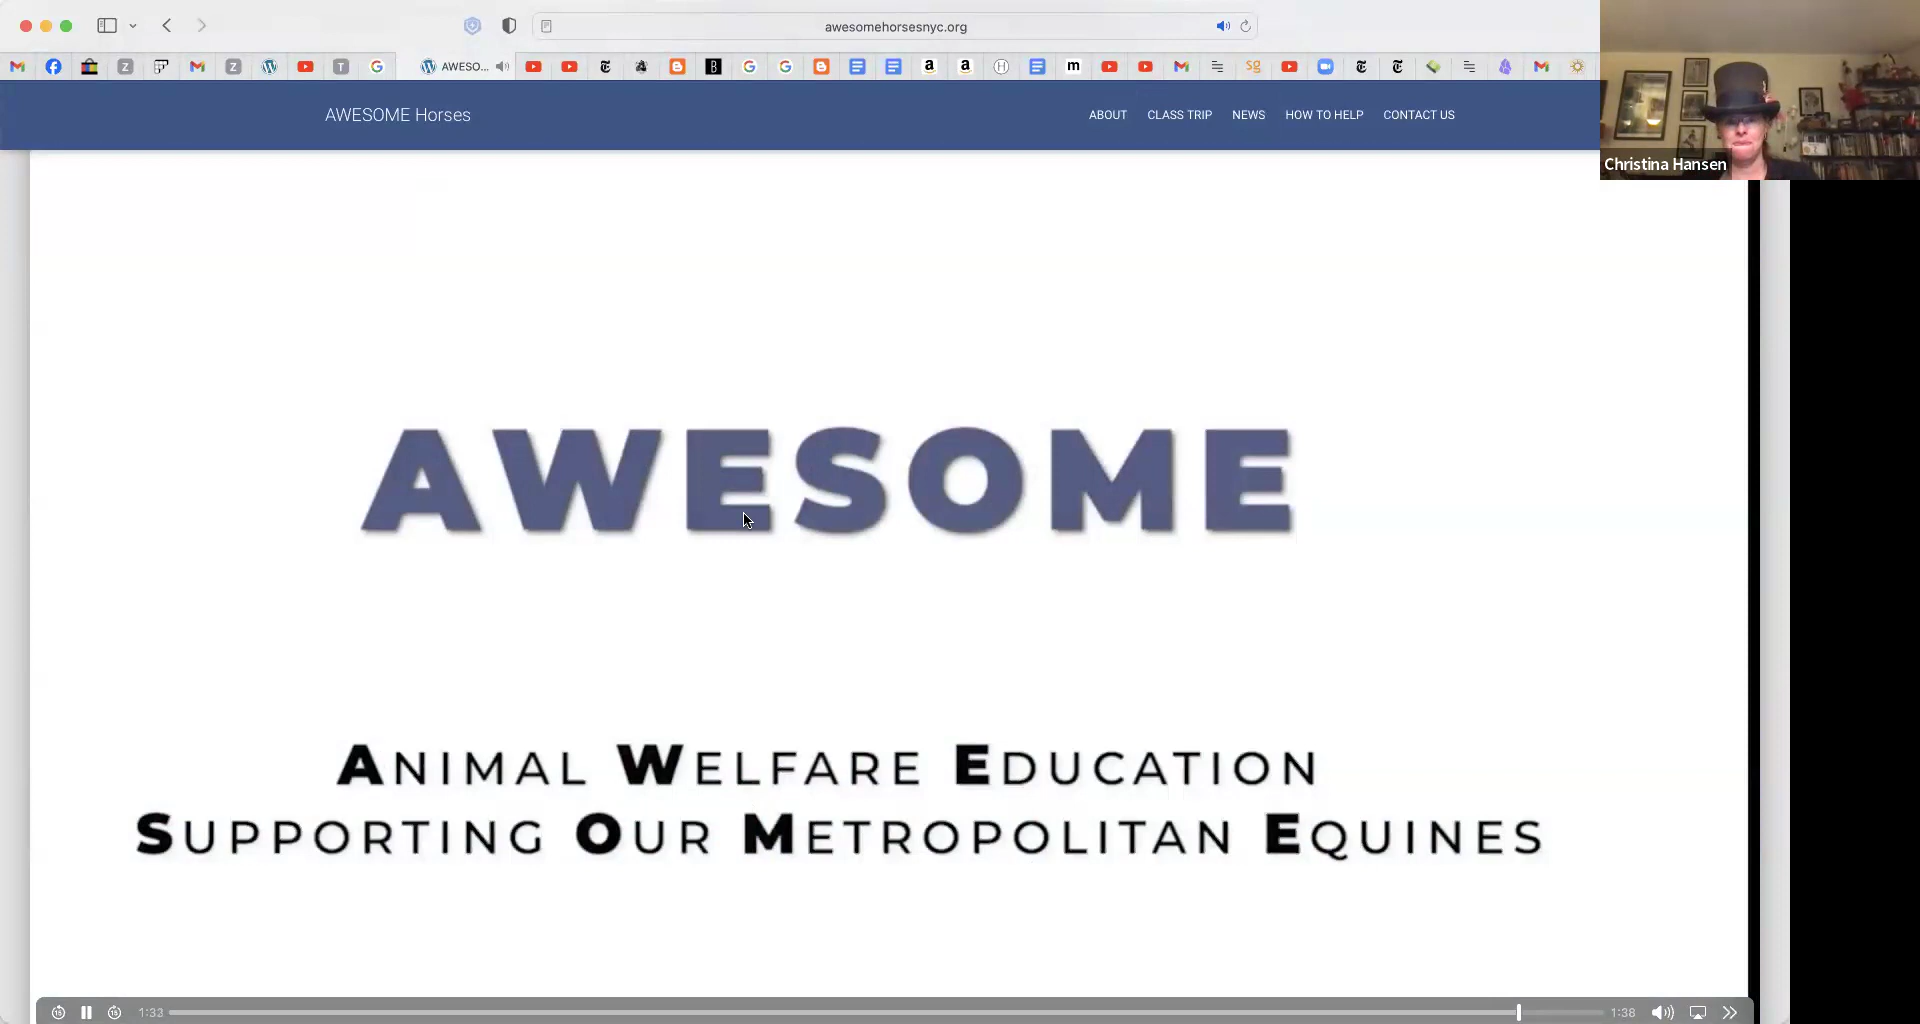 awesomehorsesnyc.org
AWESO...
AWESOME Horses
ABOUT CLASS TRIP NEWS HOW TO HELP CONTACT US
Christina Hansen
AWESOME
ANIMAL WELFARE EDUCATION
SUPPORTING OUR METROPOLITAN EQUINES
1:33
1:38